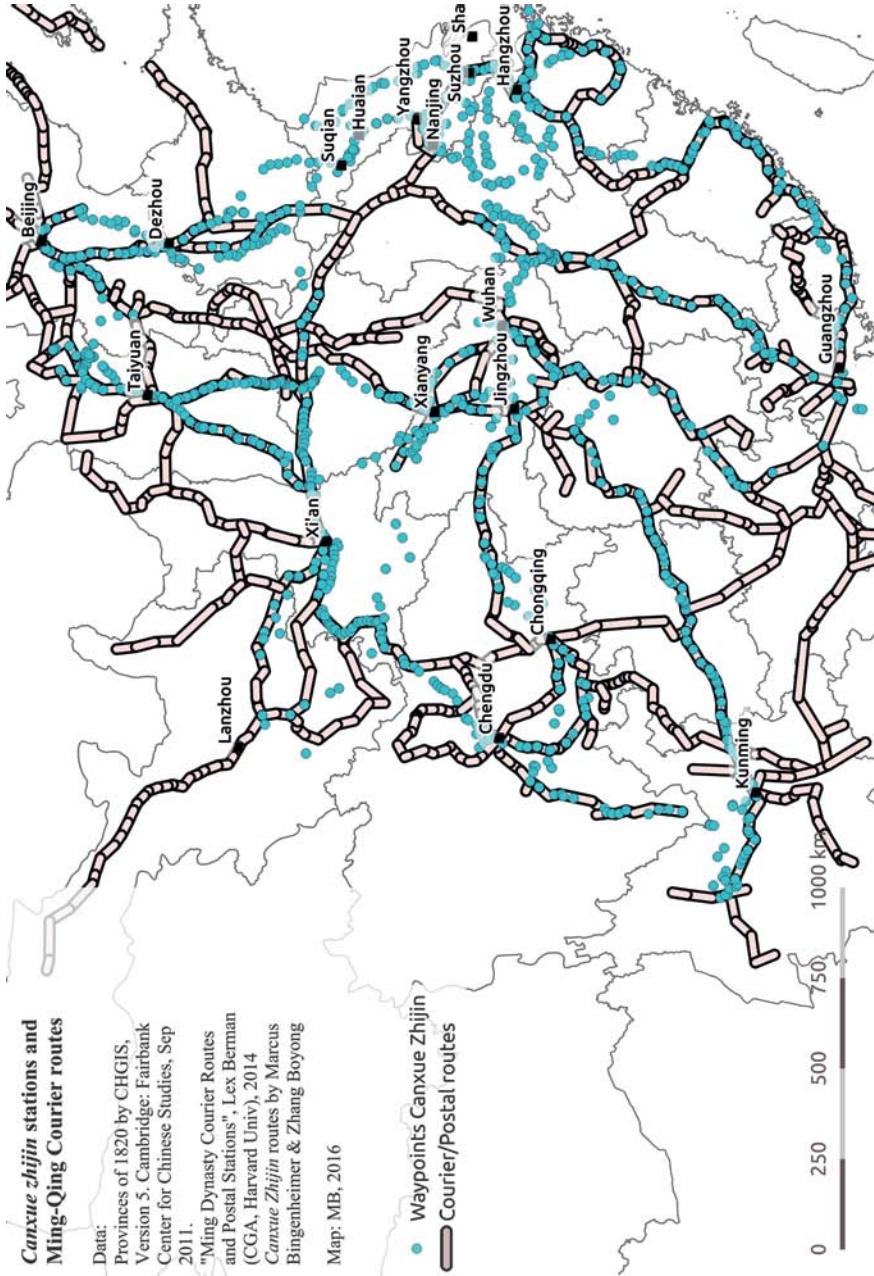 Canxue zhijin stations and
Ming-Qing Courier routes
Data:
Provinces of 1820 by CHGIS,
Version 5. Cambridge: Fairbank
Center for Chinese Studies, Sep
2011.
"Ming Dynasty Courier Routes
and Postal Stations", Lex Berman
(CGA, Harvard Univ), 2014
Canxue Zhijin routes by Marcus
Bingenheimer & Zhang Boyong
Map: MB, 2016
Waypoints Canxue Zhijin
Courier/Postal routes
0
250
500
750
1000 km
Beijing
Dezhou
Taiyuan
Lanzhou
Xi'an
Suqian
Huaian
Yangzhou
Nanjing
Suzhou
Sha
Hangzhou
Xianyang
Jingzhou
Wuhan
Chengdu
Chongqing
Kunming
Guangzhou